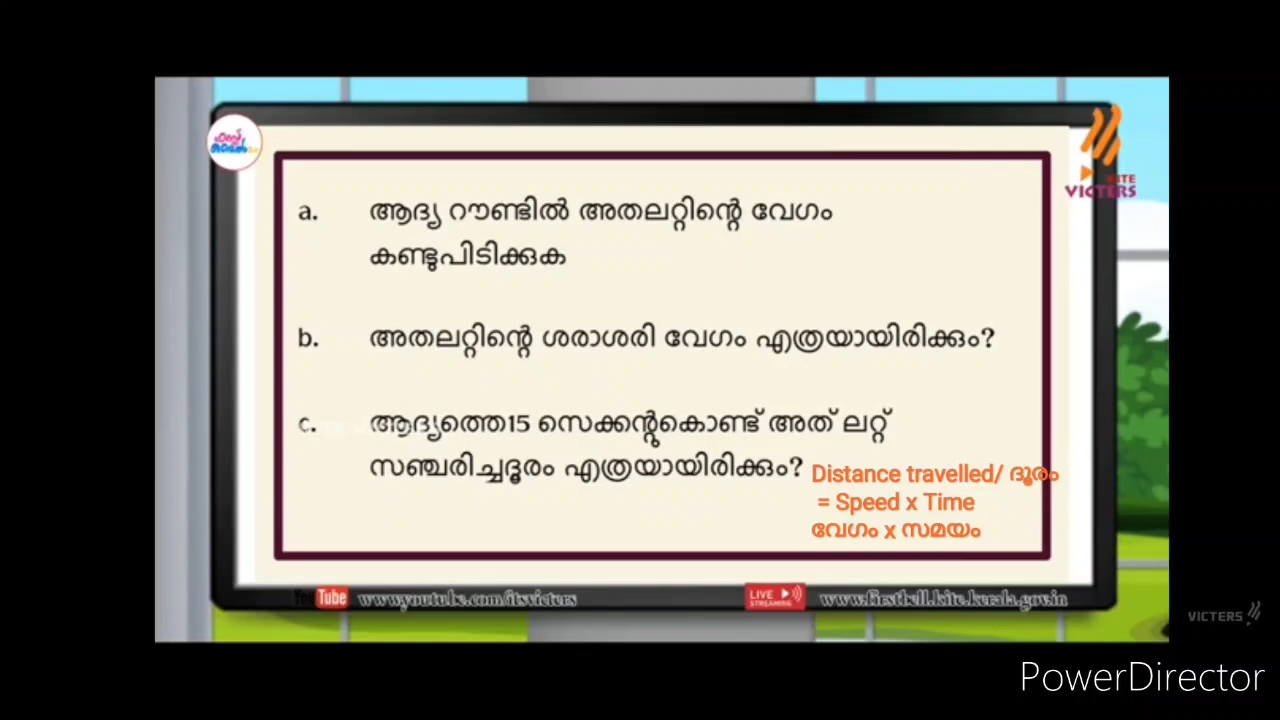 KITE
VICTERS
a. ആദ്യ റൗണ്ടിൽ അതലറ്റിന്റെ വേഗം
കണ്ടുപിടിക്കുക
b. അതലറ്റിന്റെ ശരാശരി വേഗം എത്രയായിരിക്കും?
c. ആദ്യത്തെ15 സെക്കന്റുകൊണ്ട് അത് ലറ്റ്
സഞ്ചരിച്ചദൂരം എത്രയായിരിക്കും?
Distance travelled/ ദൂരം
= Speed x Time
വേഗം x സമയം
YouTube www.youtube.com/itsvicters
LIVE STREAMING www.firstbell.kite.kerala.gov.in
VICTERS
PowerDirector